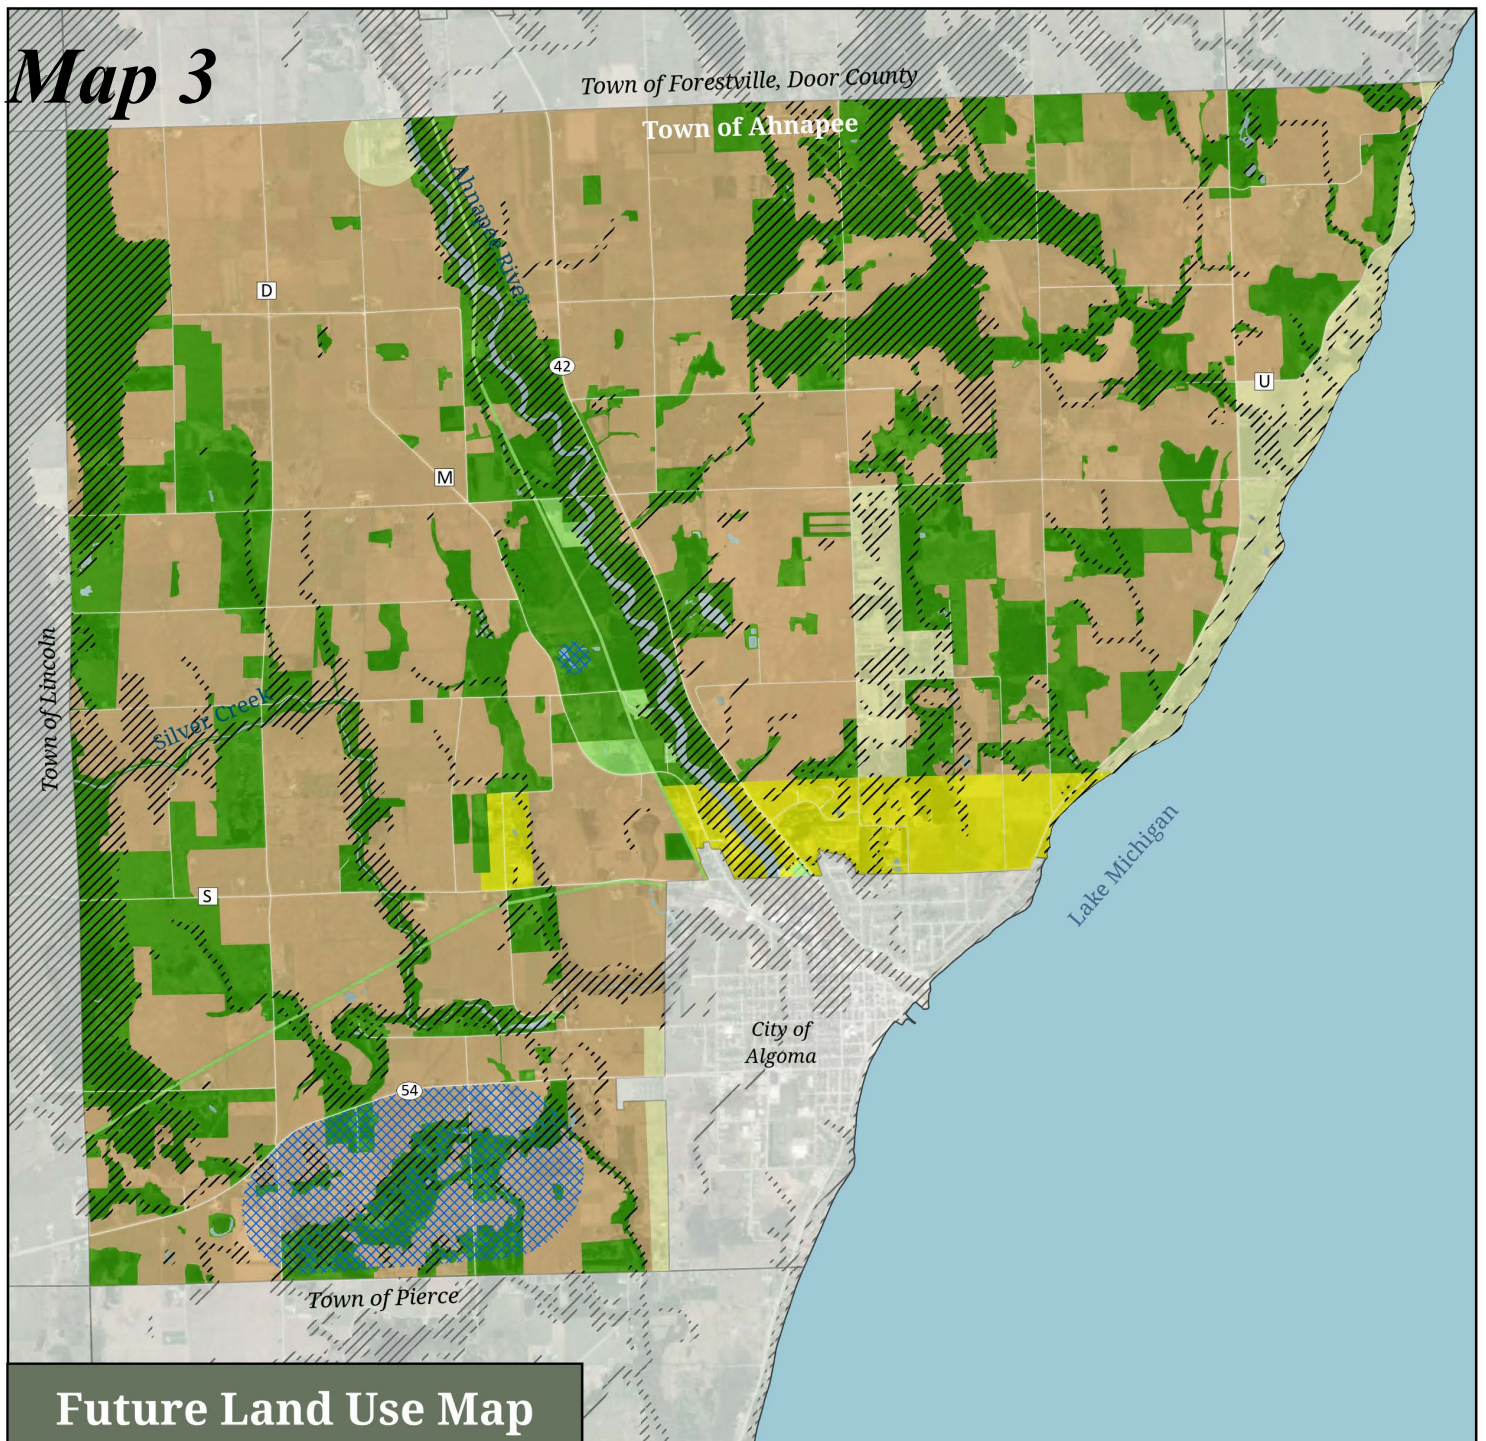 Map 3
Town of Forestville, Door County
Town of Ahnapee
Ahnapee River
D
42
U
M
Town of Lincoln
Silver Creek
S
Lake Michigan
City of
Algoma
54
Town of Pierce
Future Land Use Map